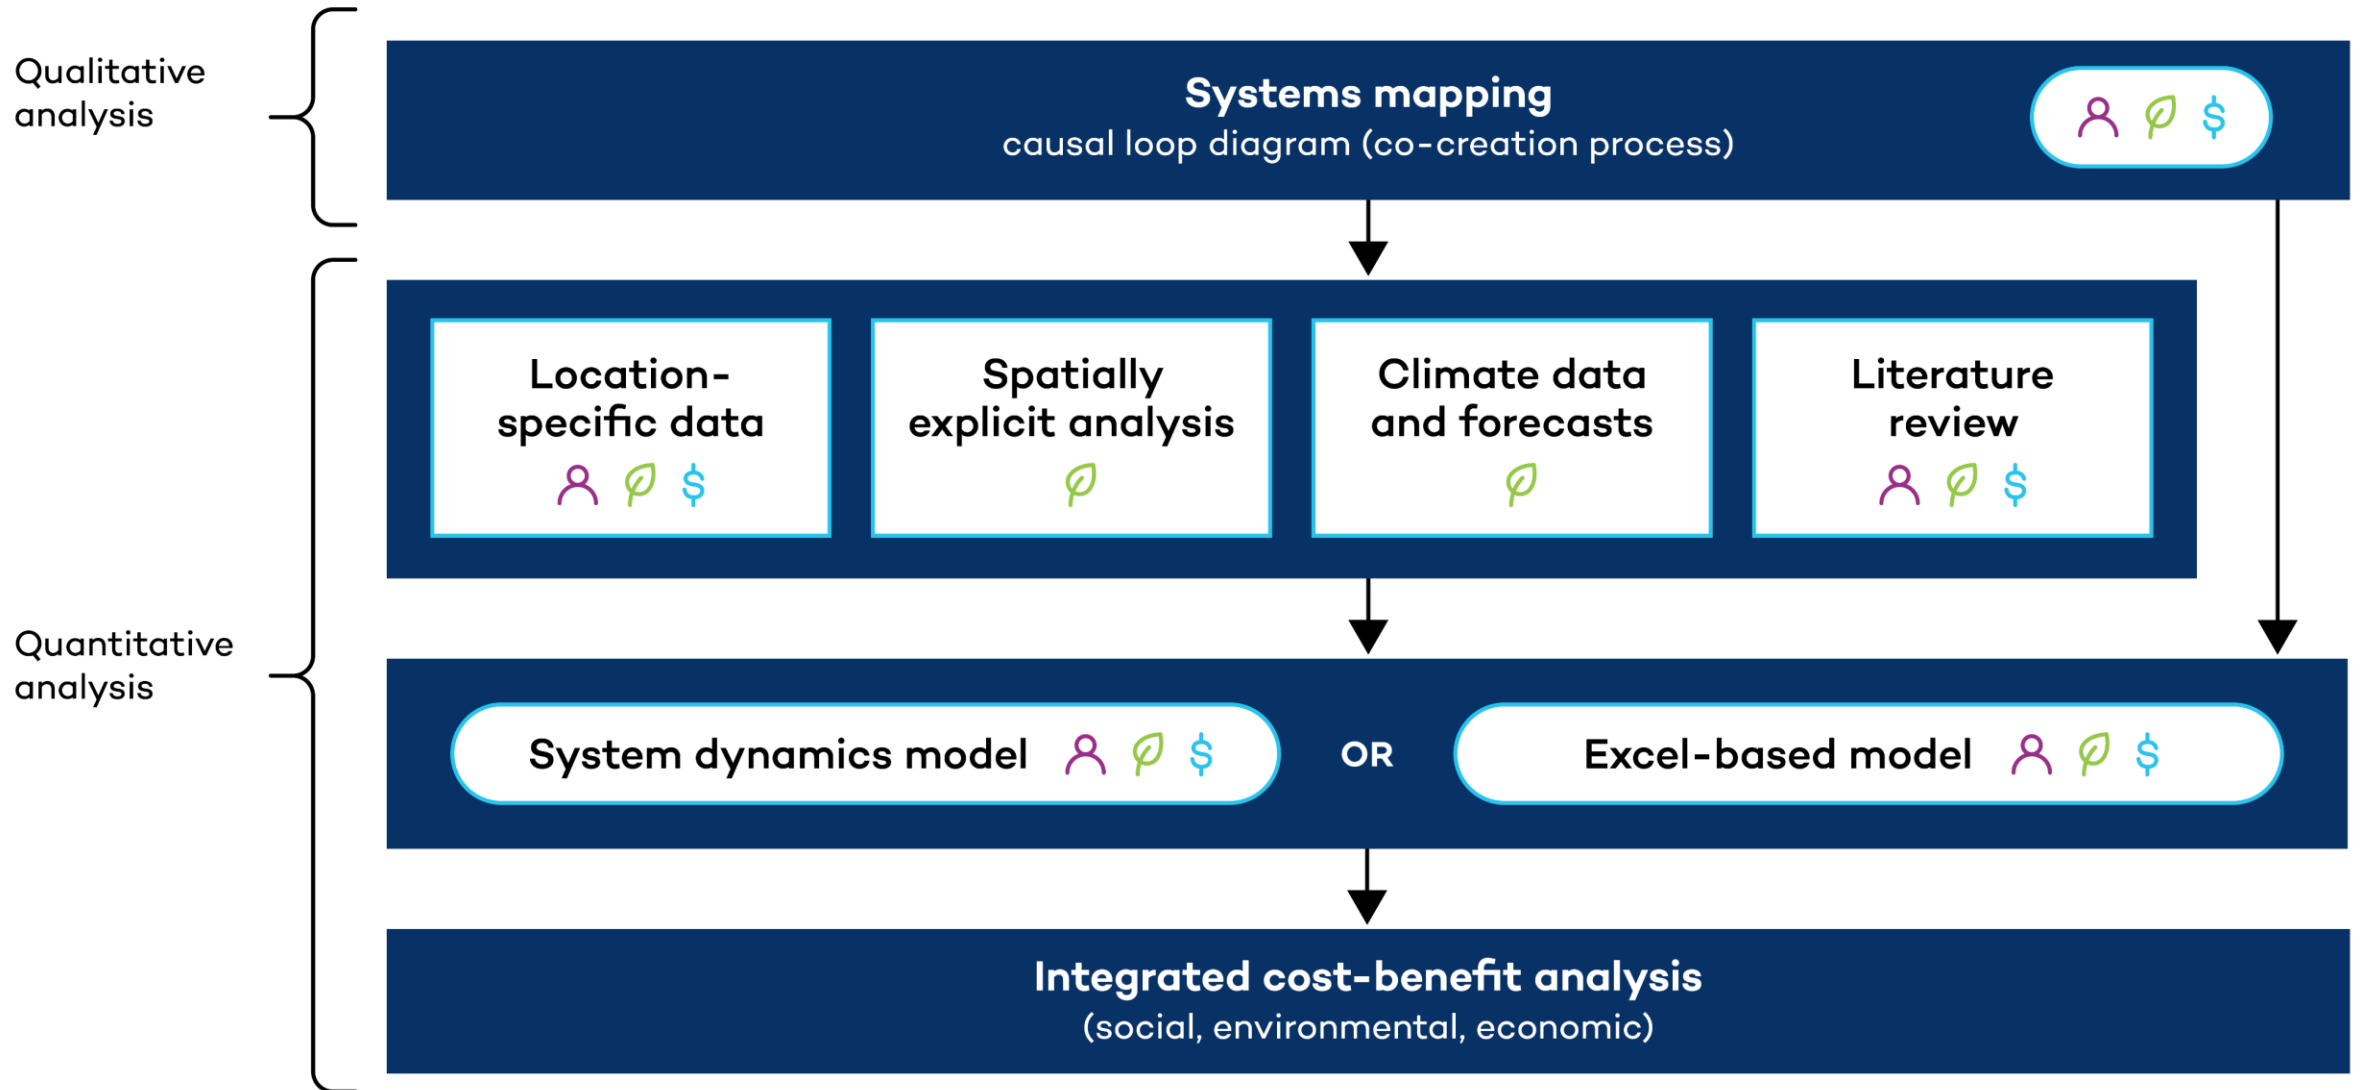 Qualitative
analysis
Systems mapping
causal loop diagram (co-creation process)
Location-
specific data
Spatially
explicit analysis
Climate data
and forecasts
Literature
review
Quantitative
analysis
System dynamics model
OR
Excel-based model
Integrated cost-benefit analysis
(social, environmental, economic)